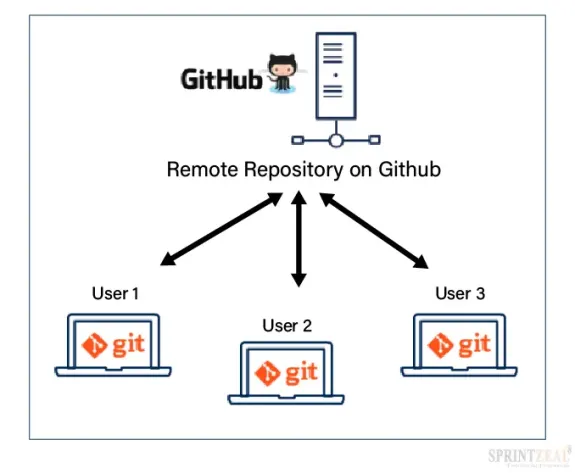 GitHub
Remote Repository on Github
User 1
User 2
User 3
git
git
git
SPRINTZEAL